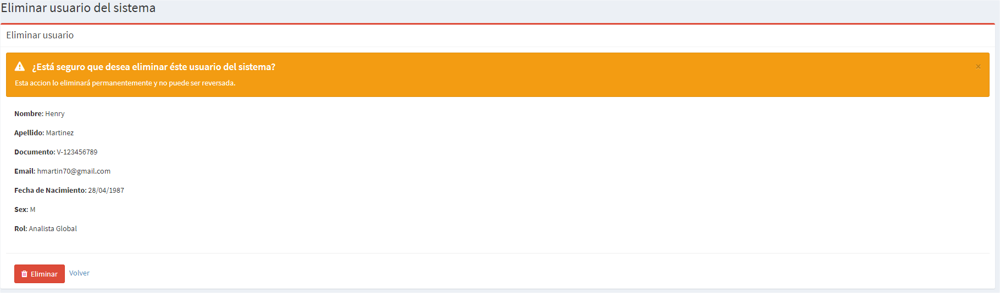 Eliminar usuario del sistema
Eliminar usuario
¿Está seguro que desea eliminar éste usuario del sistema?
×
Esta accion lo eliminará permanentemente y no puede ser reversada.
Nombre: Henry
Apellido: Martinez
Documento: V-123456789
Email: hmartin70@gmail.com
Fecha de Nacimiento: 28/04/1987
Sex: M
Rol: Analista Global
Eliminar Volver